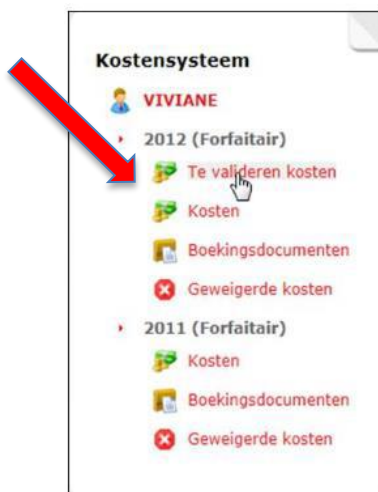 Kostensysteem
VIVIANE
2012 (Forfaitair)
Te valideren kosten
Kosten
Boekingsdocumenten
Geweigerde kosten
2011 (Forfaitair)
Kosten
Boekingsdocumenten
Geweigerde kosten